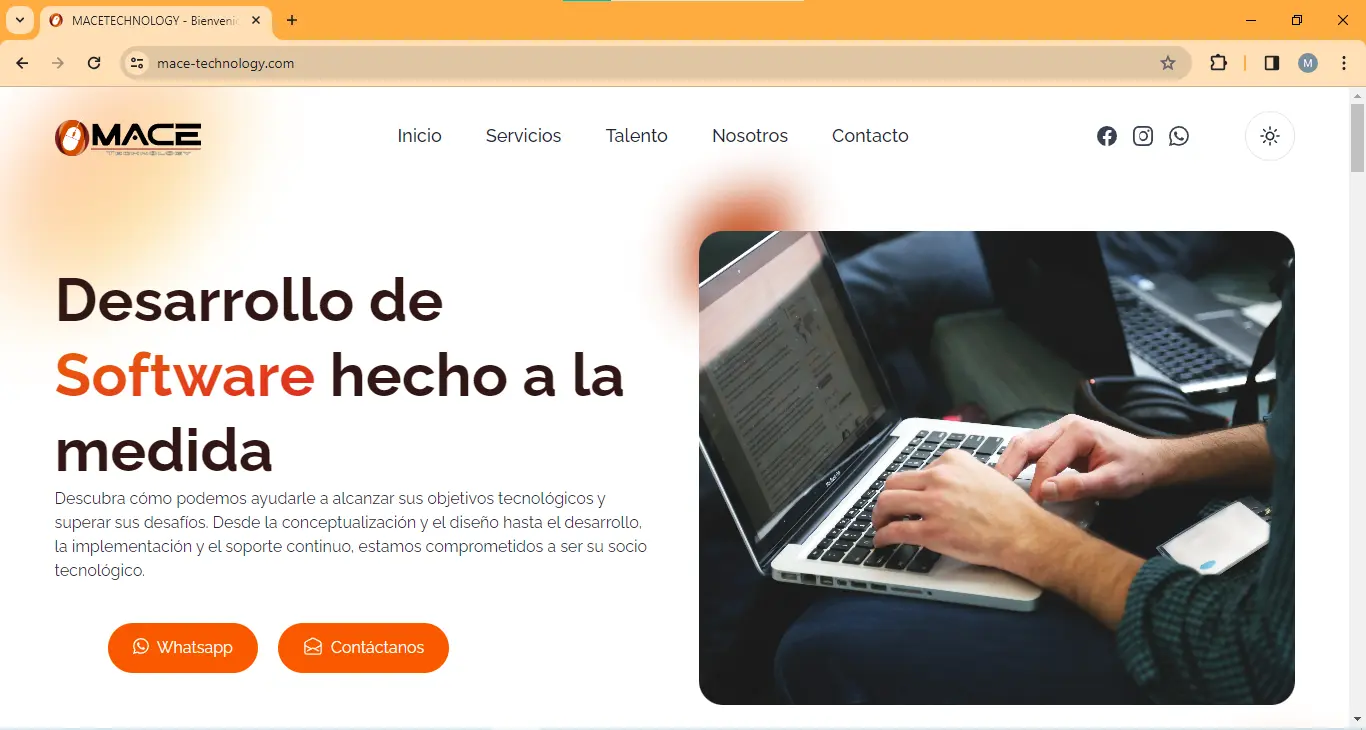 MACETECHNOLOGY - Bienveni
mace-technology.com
M
MACE
TECHNOLOGY
Inicio
Servicios
Talento
Nosotros
Contacto
Desarrollo de
Software hecho a la
medida
Descubra cómo podemos ayudarle a alcanzar sus objetivos tecnológicos y
superar sus desafíos. Desde la conceptualización y el diseño hasta el desarrollo,
la implementación y el soporte continuo, estamos comprometidos a ser su socio
tecnológico.
Whatsapp
Contáctanos